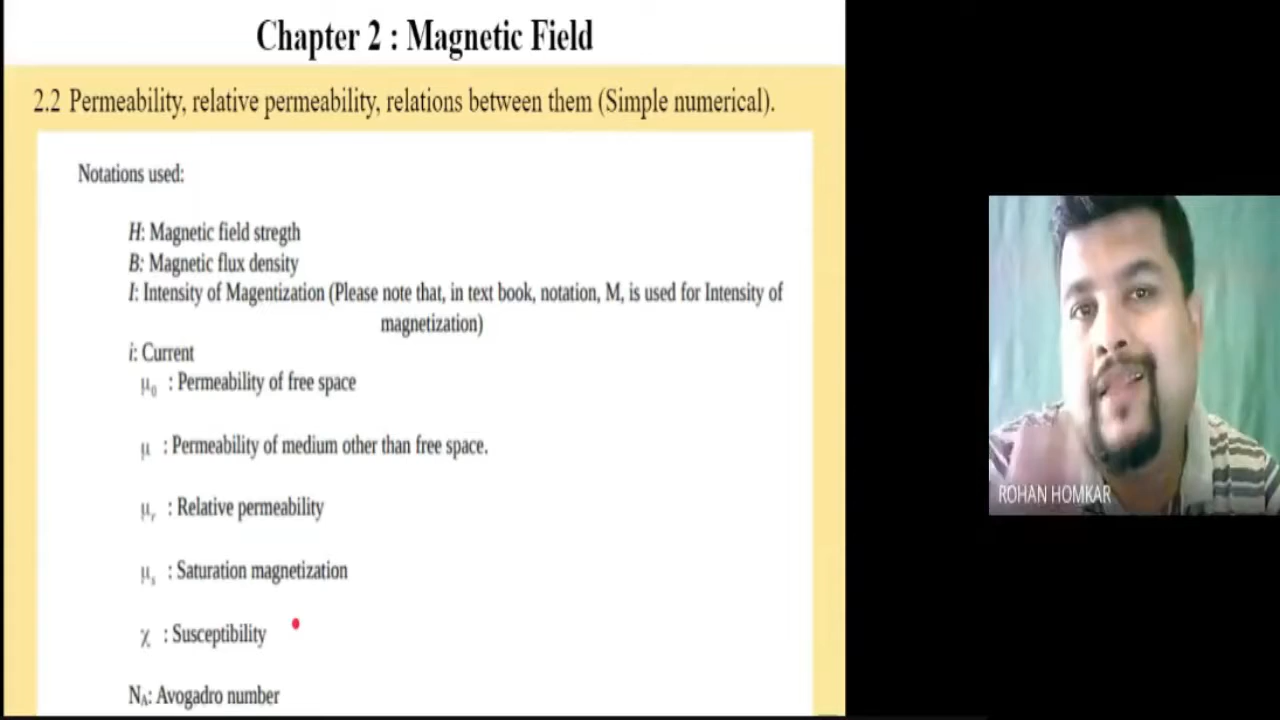 Chapter 2 : Magnetic Field
2.2 Permeability, relative permeability, relations between them (Simple numerical).
Notations used:
H: Magnetic field stregth
B: Magnetic flux density
I: Intensity of Magentization (Please note that, in text book, notation, M, is used for Intensity of
magnetization)
i: Current
μ₀ : Permeability of free space
μ : Permeability of medium other than free space.
μᵣ : Relative permeability
μₛ : Saturation magnetization
χ : Susceptibility
N_A: Avogadro number
ROHAN HOMKAR